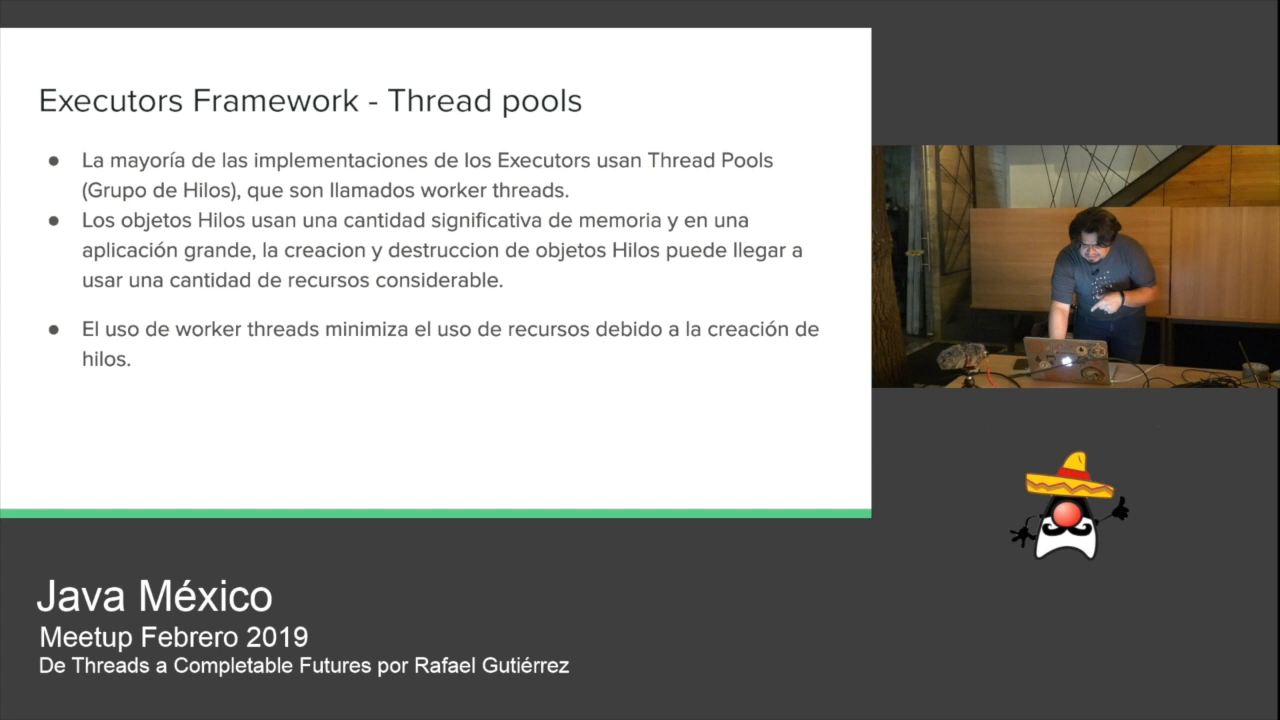 Executors Framework - Thread pools
● La mayoría de las implementaciones de los Executors usan Thread Pools
(Grupo de Hilos), que son llamados worker threads.
● Los objetos Hilos usan una cantidad significativa de memoria y en una
aplicación grande, la creacion y destruccion de objetos Hilos puede llegar a
usar una cantidad de recursos considerable.
● El uso de worker threads minimiza el uso de recursos debido a la creación de
hilos.
Java México
Meetup Febrero 2019
De Threads a Completable Futures por Rafael Gutiérrez